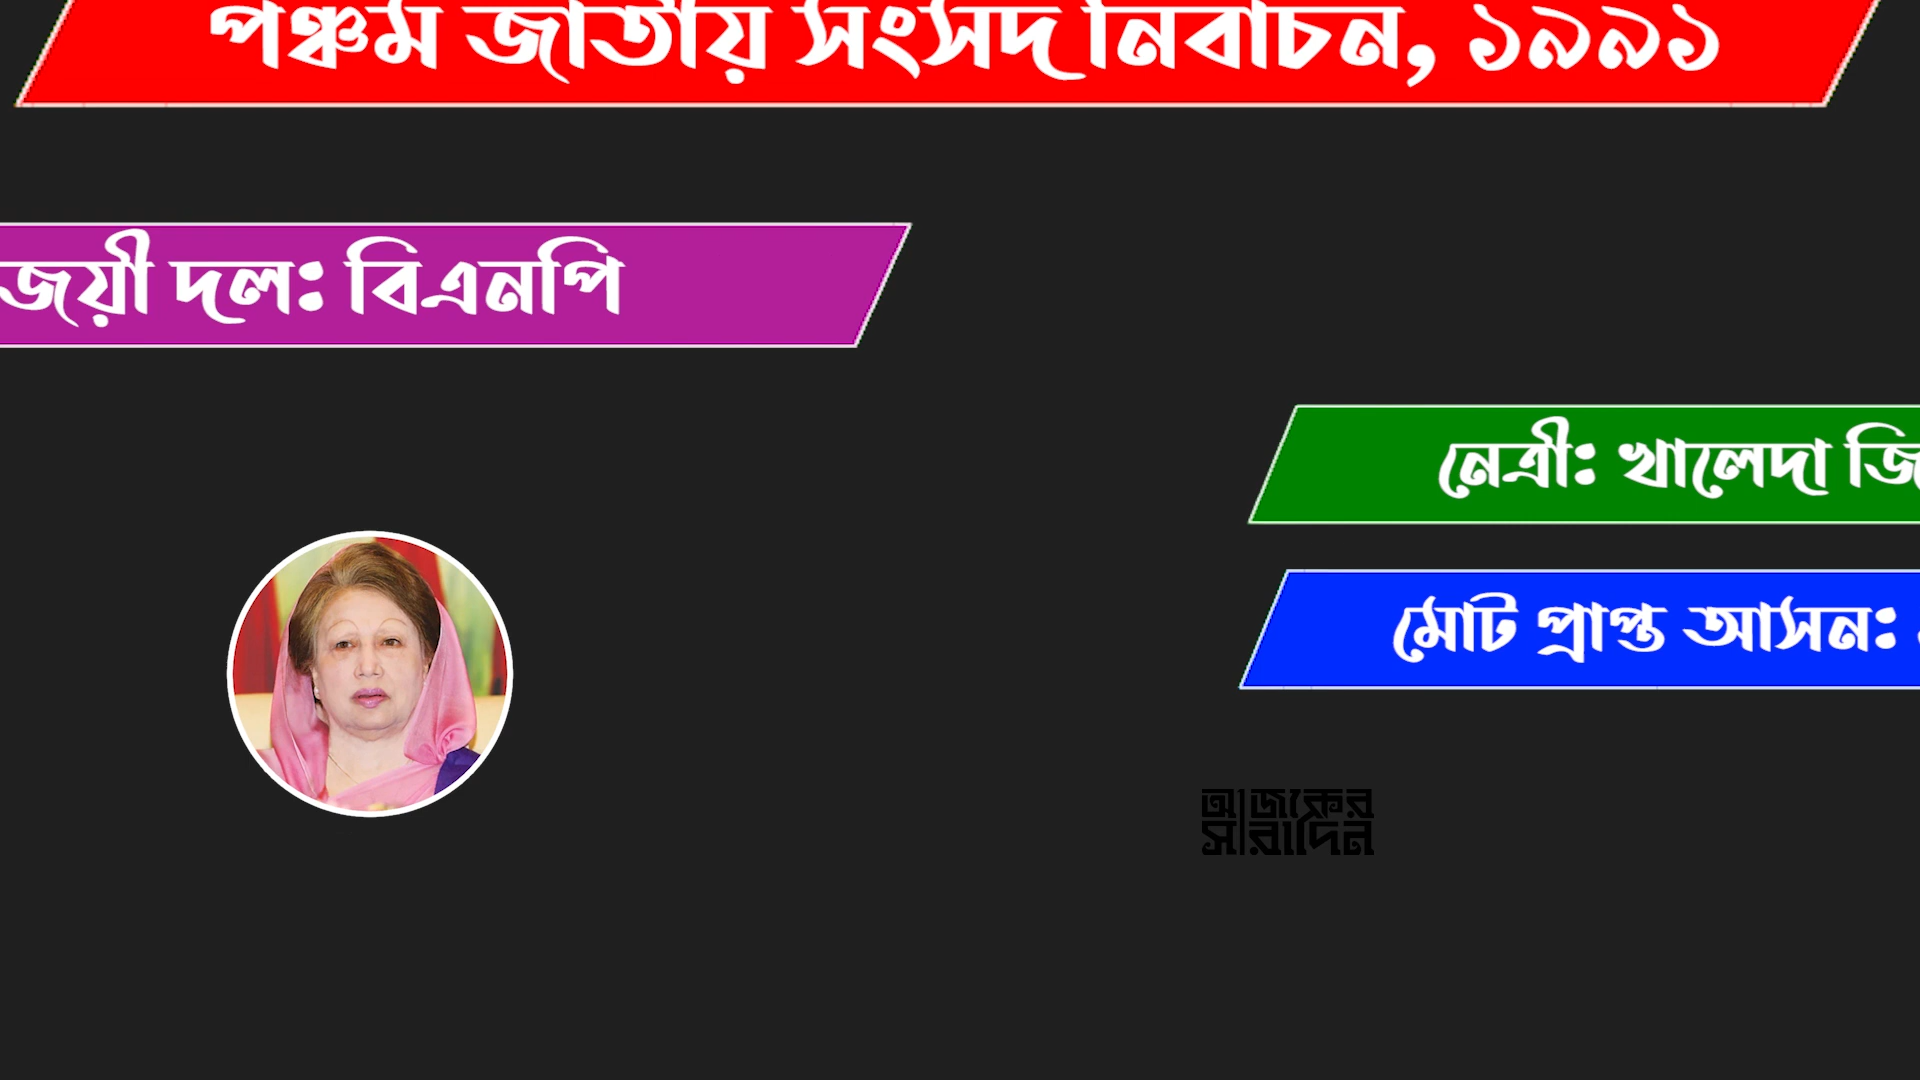 পঞ্চম জাতীয় সংসদ নির্বাচন, ১৯৯১
জয়ী দল: বিএনপি
নেত্রী: খালেদা জি
মোট প্রাপ্ত আসন:
আজকের
সারাদিন